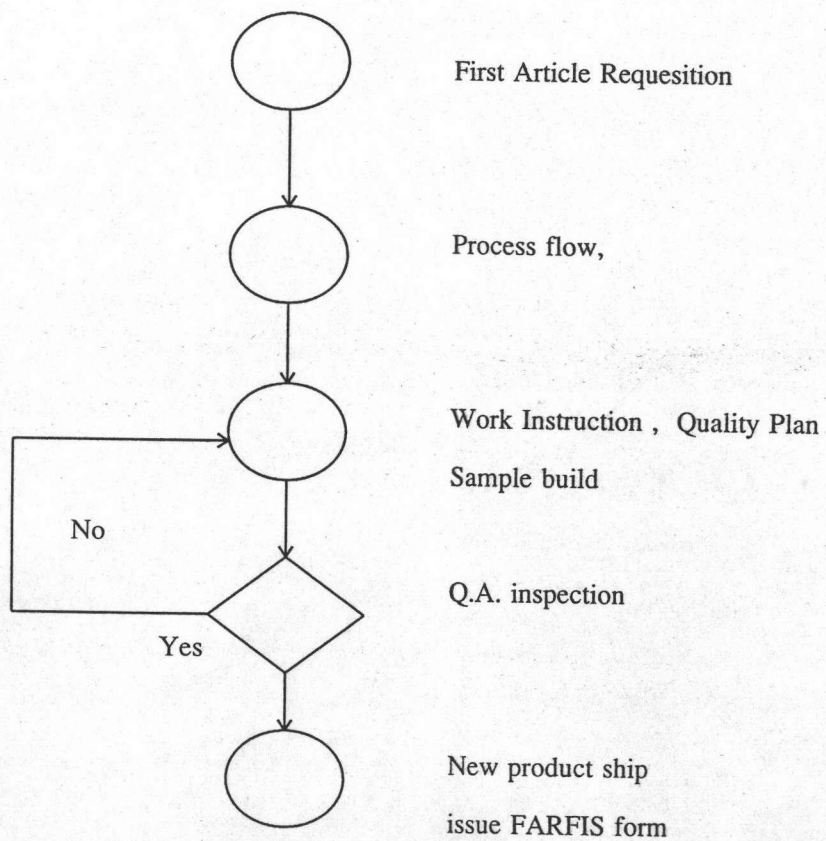 First Article Requesition
Process flow,
Work Instruction , Quality Plan
Sample build
No
Q.A. inspection
Yes
New product ship
issue FARFIS form